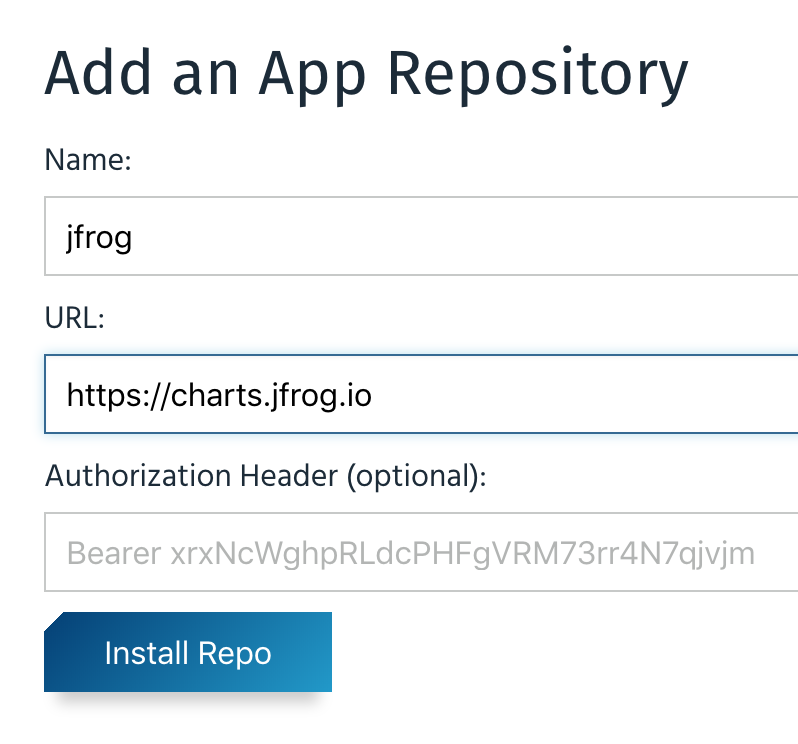 Add an App Repository
Name:
jfrog
URL:
https://charts.jfrog.io
Authorization Header (optional):
Bearer xrxNcWghpRLdcPHFgVRM73rr4N7qjvjm
Install Repo